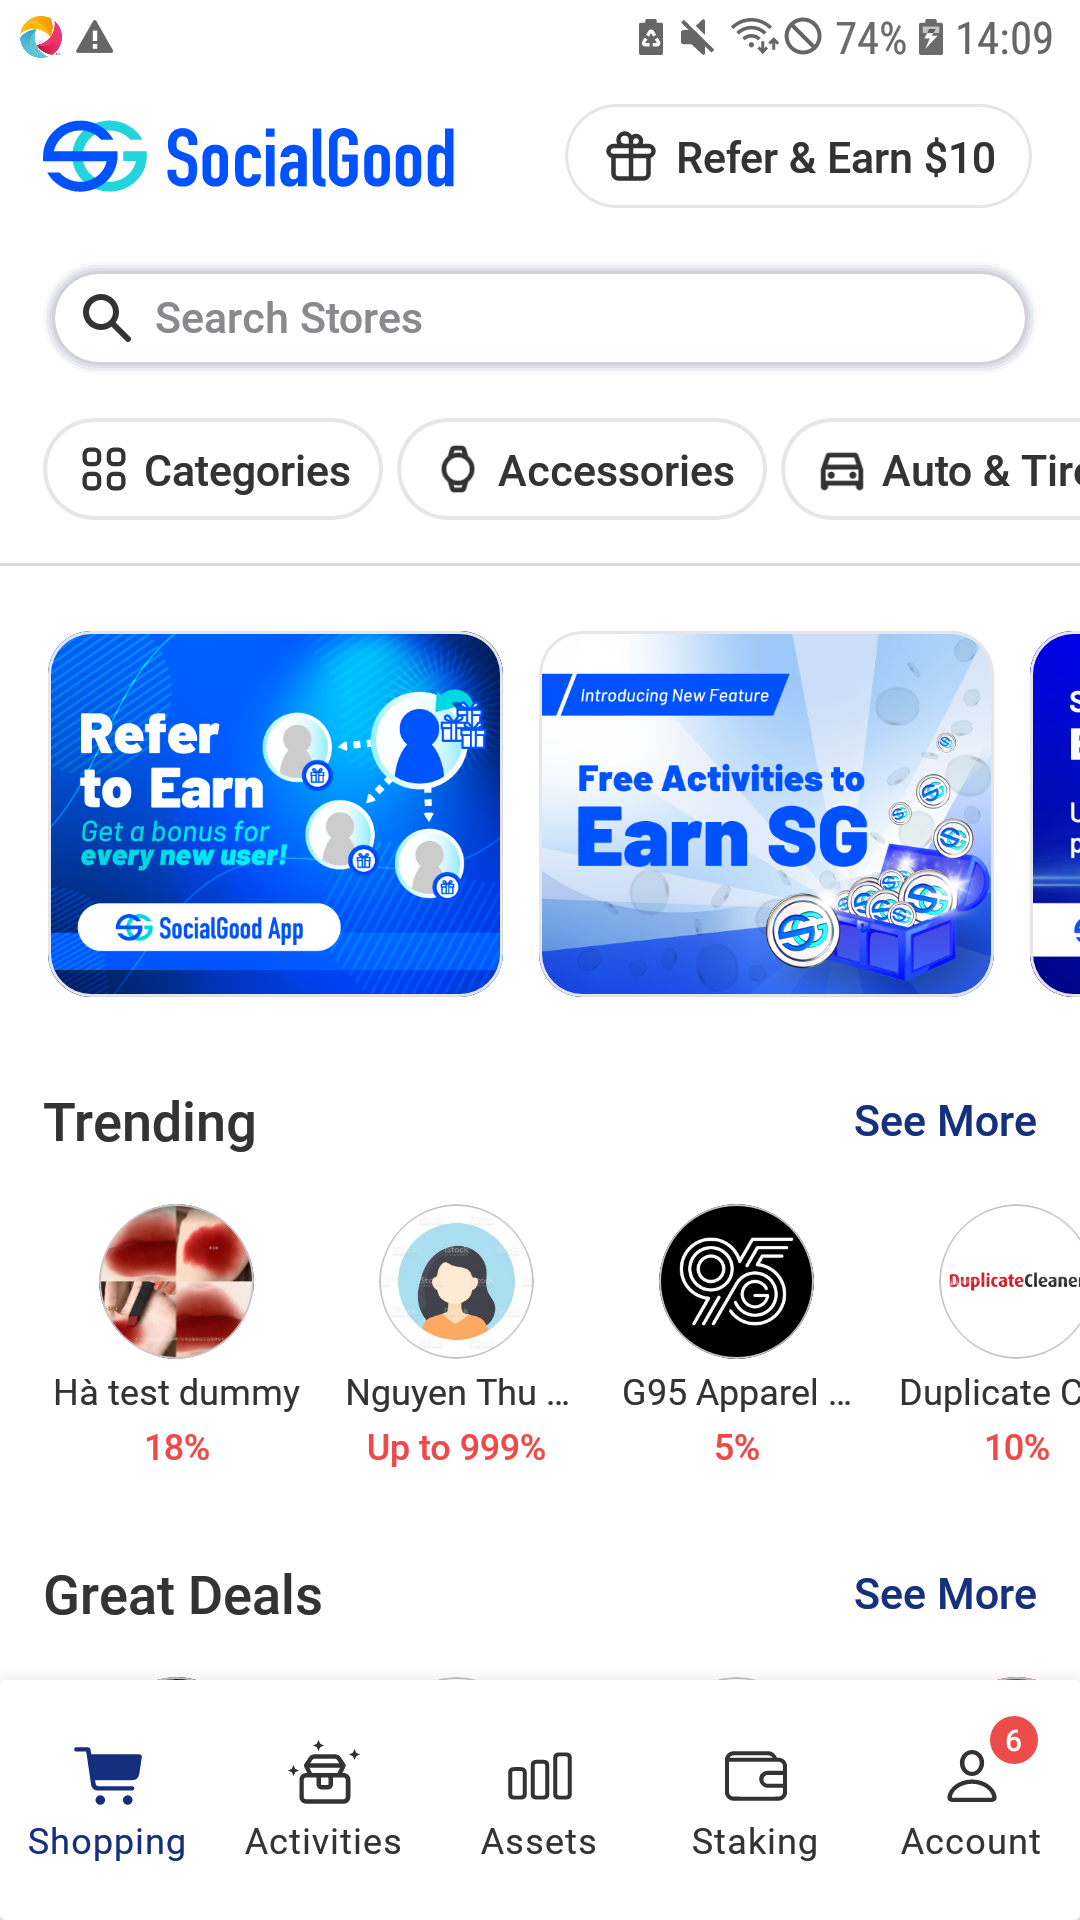 74% 14:09
SocialGood
Refer & Earn $10
Search Stores
Categories
Accessories
Auto & Tir
Refer
to Earn
Get a bonus for
every new user!
SocialGood App
Introducing New Feature
Free Activities to
Earn SG
Trending
See More
95G
DuplicateCleaner
Hà test dummy
Nguyen Thu ...
G95 Apparel ...
Duplicate C
18%
Up to 999%
5%
10%
Great Deals
See More
6
Shopping
Activities
Assets
Staking
Account